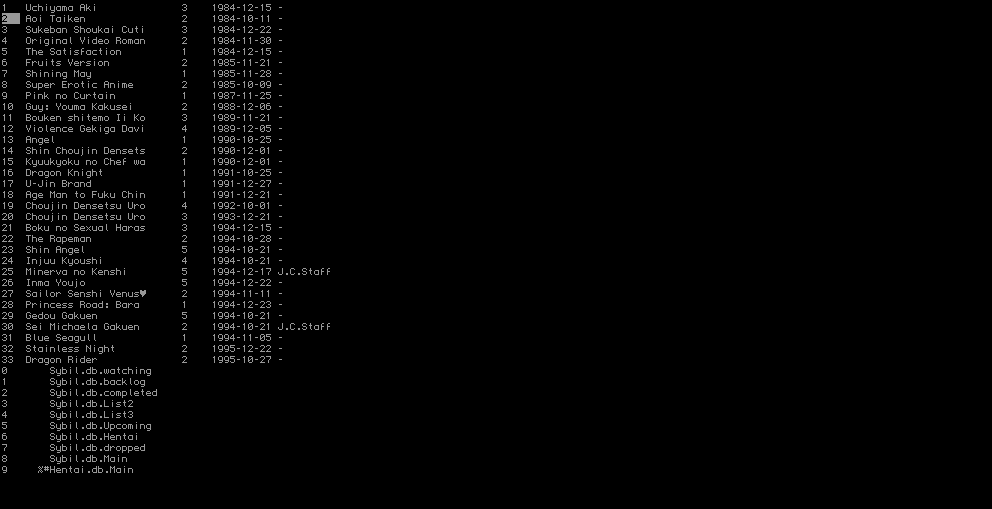 1 Uchiyama Aki 3 1984-12-15 -
2 Aoi Taiken 2 1984-10-11 -
3 Sukeban Shoukai Cuti 3 1984-12-22 -
4 Original Video Roman 2 1984-11-30 -
5 The Satisfaction 1 1984-12-15 -
6 Fruits Version 2 1985-11-21 -
7 Shining May 1 1985-11-28 -
8 Super Erotic Anime 2 1985-10-09 -
9 Pink no Curtain 1 1987-11-25 -
10 Guy: Youma Kakusei 2 1988-12-06 -
11 Bouken shitemo Ii Ko 3 1989-11-21 -
12 Violence Gekiga Davi 4 1989-12-05 -
13 Angel 1 1990-10-25 -
14 Shin Choujin Densets 2 1990-12-01 -
15 Kyuukyoku no Chef wa 1 1990-12-01 -
16 Dragon Knight 1 1991-10-25 -
17 U-Jin Brand 1 1991-12-27 -
18 Age Man to Fuku Chin 1 1991-12-21 -
19 Choujin Densetsu Uro 4 1992-10-01 -
20 Choujin Densetsu Uro 3 1993-12-21 -
21 Boku no Sexual Haras 3 1994-12-15 -
22 The Rapeman 2 1994-10-28 -
23 Shin Angel 5 1994-10-21 -
24 Injuu Kyoushi 4 1994-10-21 -
25 Minerva no Kenshi 5 1994-12-17 J.C.Staff
26 Inma Youjo 5 1994-12-22 -
27 Sailor Senshi Venus♥ 2 1994-11-11 -
28 Princess Road: Bara 1 1994-12-23 -
29 Gedou Gakuen 5 1994-10-21 -
30 Sei Michaela Gakuen 2 1994-10-21 J.C.Staff
31 Blue Seagull 1 1994-11-05 -
32 Stainless Night 2 1995-12-22 -
33 Dragon Rider 2 1995-10-27 -
0 Sybil.db.watching
1 Sybil.db.backlog
2 Sybil.db.completed
3 Sybil.db.List2
4 Sybil.db.List3
5 Sybil.db.Upcoming
6 Sybil.db.Hentai
7 Sybil.db.dropped
8 Sybil.db.Main
9 %#Hentai.db.Main